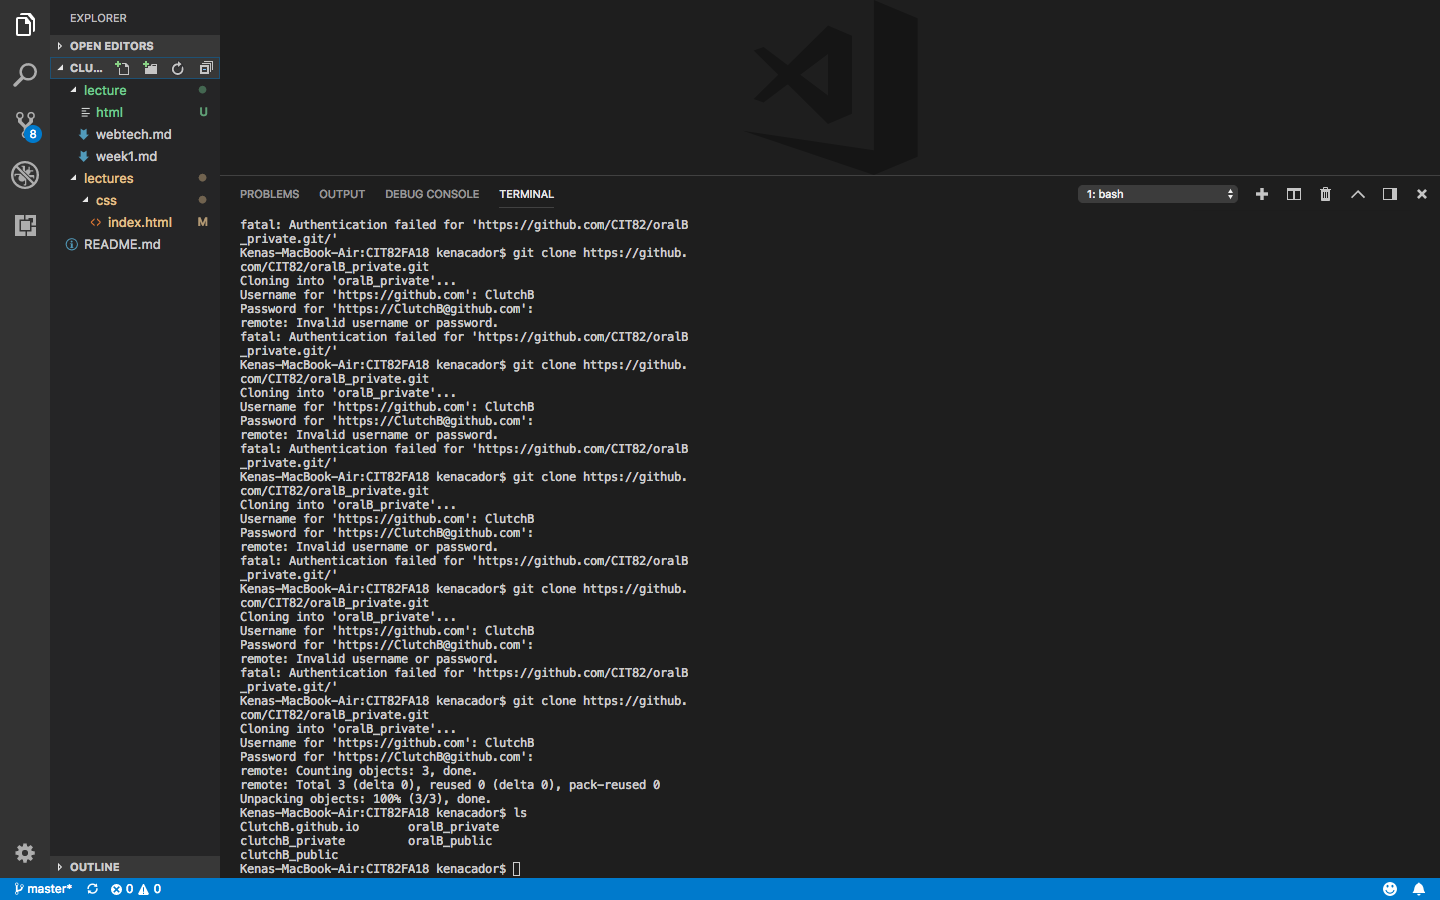 EXPLORER
OPEN EDITORS
CLU...
lecture
html U
webtech.md
week1.md
lectures
css
index.html M
README.md
OUTLINE
8
PROBLEMS OUTPUT DEBUG CONSOLE TERMINAL
1: bash
fatal: Authentication failed for 'https://github.com/CIT82/oralB
_private.git/'
Kenas-MacBook-Air:CIT82FA18 kenacador$ git clone https://github.
com/CIT82/oralB_private.git
Cloning into 'oralB_private'...
Username for 'https://github.com': ClutchB
Password for 'https://ClutchB@github.com':
remote: Invalid username or password.
fatal: Authentication failed for 'https://github.com/CIT82/oralB
_private.git/'
Kenas-MacBook-Air:CIT82FA18 kenacador$ git clone https://github.
com/CIT82/oralB_private.git
Cloning into 'oralB_private'...
Username for 'https://github.com': ClutchB
Password for 'https://ClutchB@github.com':
remote: Invalid username or password.
fatal: Authentication failed for 'https://github.com/CIT82/oralB
_private.git/'
Kenas-MacBook-Air:CIT82FA18 kenacador$ git clone https://github.
com/CIT82/oralB_private.git
Cloning into 'oralB_private'...
Username for 'https://github.com': ClutchB
Password for 'https://ClutchB@github.com':
remote: Invalid username or password.
fatal: Authentication failed for 'https://github.com/CIT82/oralB
_private.git/'
Kenas-MacBook-Air:CIT82FA18 kenacador$ git clone https://github.
com/CIT82/oralB_private.git
Cloning into 'oralB_private'...
Username for 'https://github.com': ClutchB
Password for 'https://ClutchB@github.com':
remote: Invalid username or password.
fatal: Authentication failed for 'https://github.com/CIT82/oralB
_private.git/'
Kenas-MacBook-Air:CIT82FA18 kenacador$ git clone https://github.
com/CIT82/oralB_private.git
Cloning into 'oralB_private'...
Username for 'https://github.com': ClutchB
Password for 'https://ClutchB@github.com':
remote: Counting objects: 3, done.
remote: Total 3 (delta 0), reused 0 (delta 0), pack-reused 0
Unpacking objects: 100% (3/3), done.
Kenas-MacBook-Air:CIT82FA18 kenacador$ ls
ClutchB.github.io oralB_private
clutchB_private oralB_public
clutchB_public
Kenas-MacBook-Air:CIT82FA18 kenacador$
master* 0 0